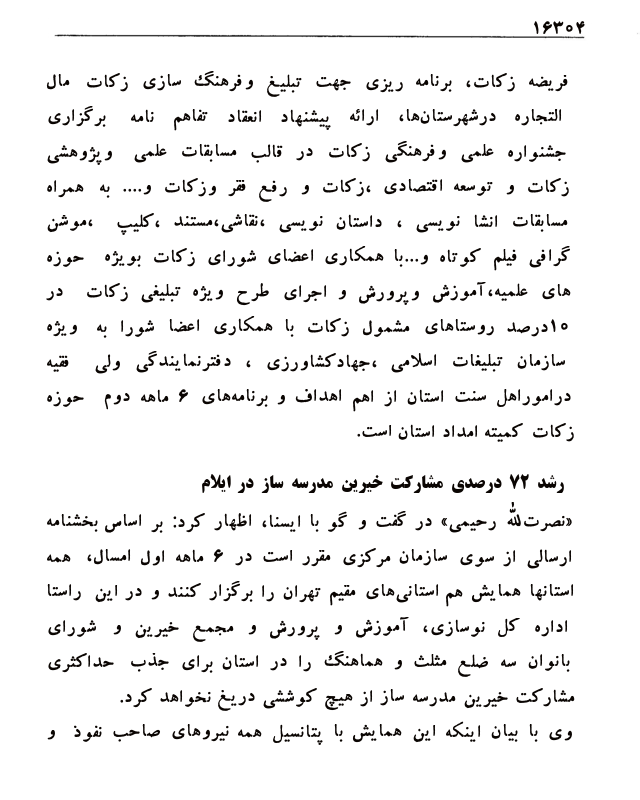 ۱۶۳۰۴
فریضه زکات، برنامه ریزی جهت تبلیغ وفرهنگ سازی زکات مال
التجاره درشهرستان‌ها، ارائه پیشنهاد انعقاد تفاهم نامه برگزاری
جشنواره علمی وفرهنگی زکات در قالب مسابقات علمی وپژوهشی
زکات و توسعه اقتصادی ،زکات و رفع فقر وزکات و.... به همراه
مسابقات انشا نویسی ، داستان نویسی ،نقاشی،مستند ،کلیپ ،موشن
گرافی فیلم کوتاه و...با همکاری اعضای شورای زکات بویژه حوزه
های علمیه،آموزش وپرورش و اجرای طرح ویژه تبلیغی زکات در
۱۰درصد روستاهای مشمول زکات با همکاری اعضا شورا به ویژه
سازمان تبلیغات اسلامی ،جهادکشاورزی ، دفترنمایندگی ولی فقیه
دراموراهل سنت استان از اهم اهداف و برنامه‌های ۶ ماهه دوم حوزه
زکات کمیته امداد استان است.
رشد ۷۲ درصدی مشارکت خیرین مدرسه ساز در ایلام
«نصرت‌الله رحیمی» در گفت و گو با ایسنا، اظهار کرد: بر اساس بخشنامه
ارسالی از سوی سازمان مرکزی مقرر است در ۶ ماهه اول امسال، همه
استانها همایش هم استانی‌های مقیم تهران را برگزار کنند و در این راستا
اداره کل نوسازی، آموزش و پرورش و مجمع خیرین و شورای
بانوان سه ضلع مثلث و هماهنگ را در استان برای جذب حداکثری
مشارکت خیرین مدرسه ساز از هیچ کوششی دریغ نخواهد کرد.
وی با بیان اینکه این همایش با پتانسیل همه نیروهای صاحب نفوذ و